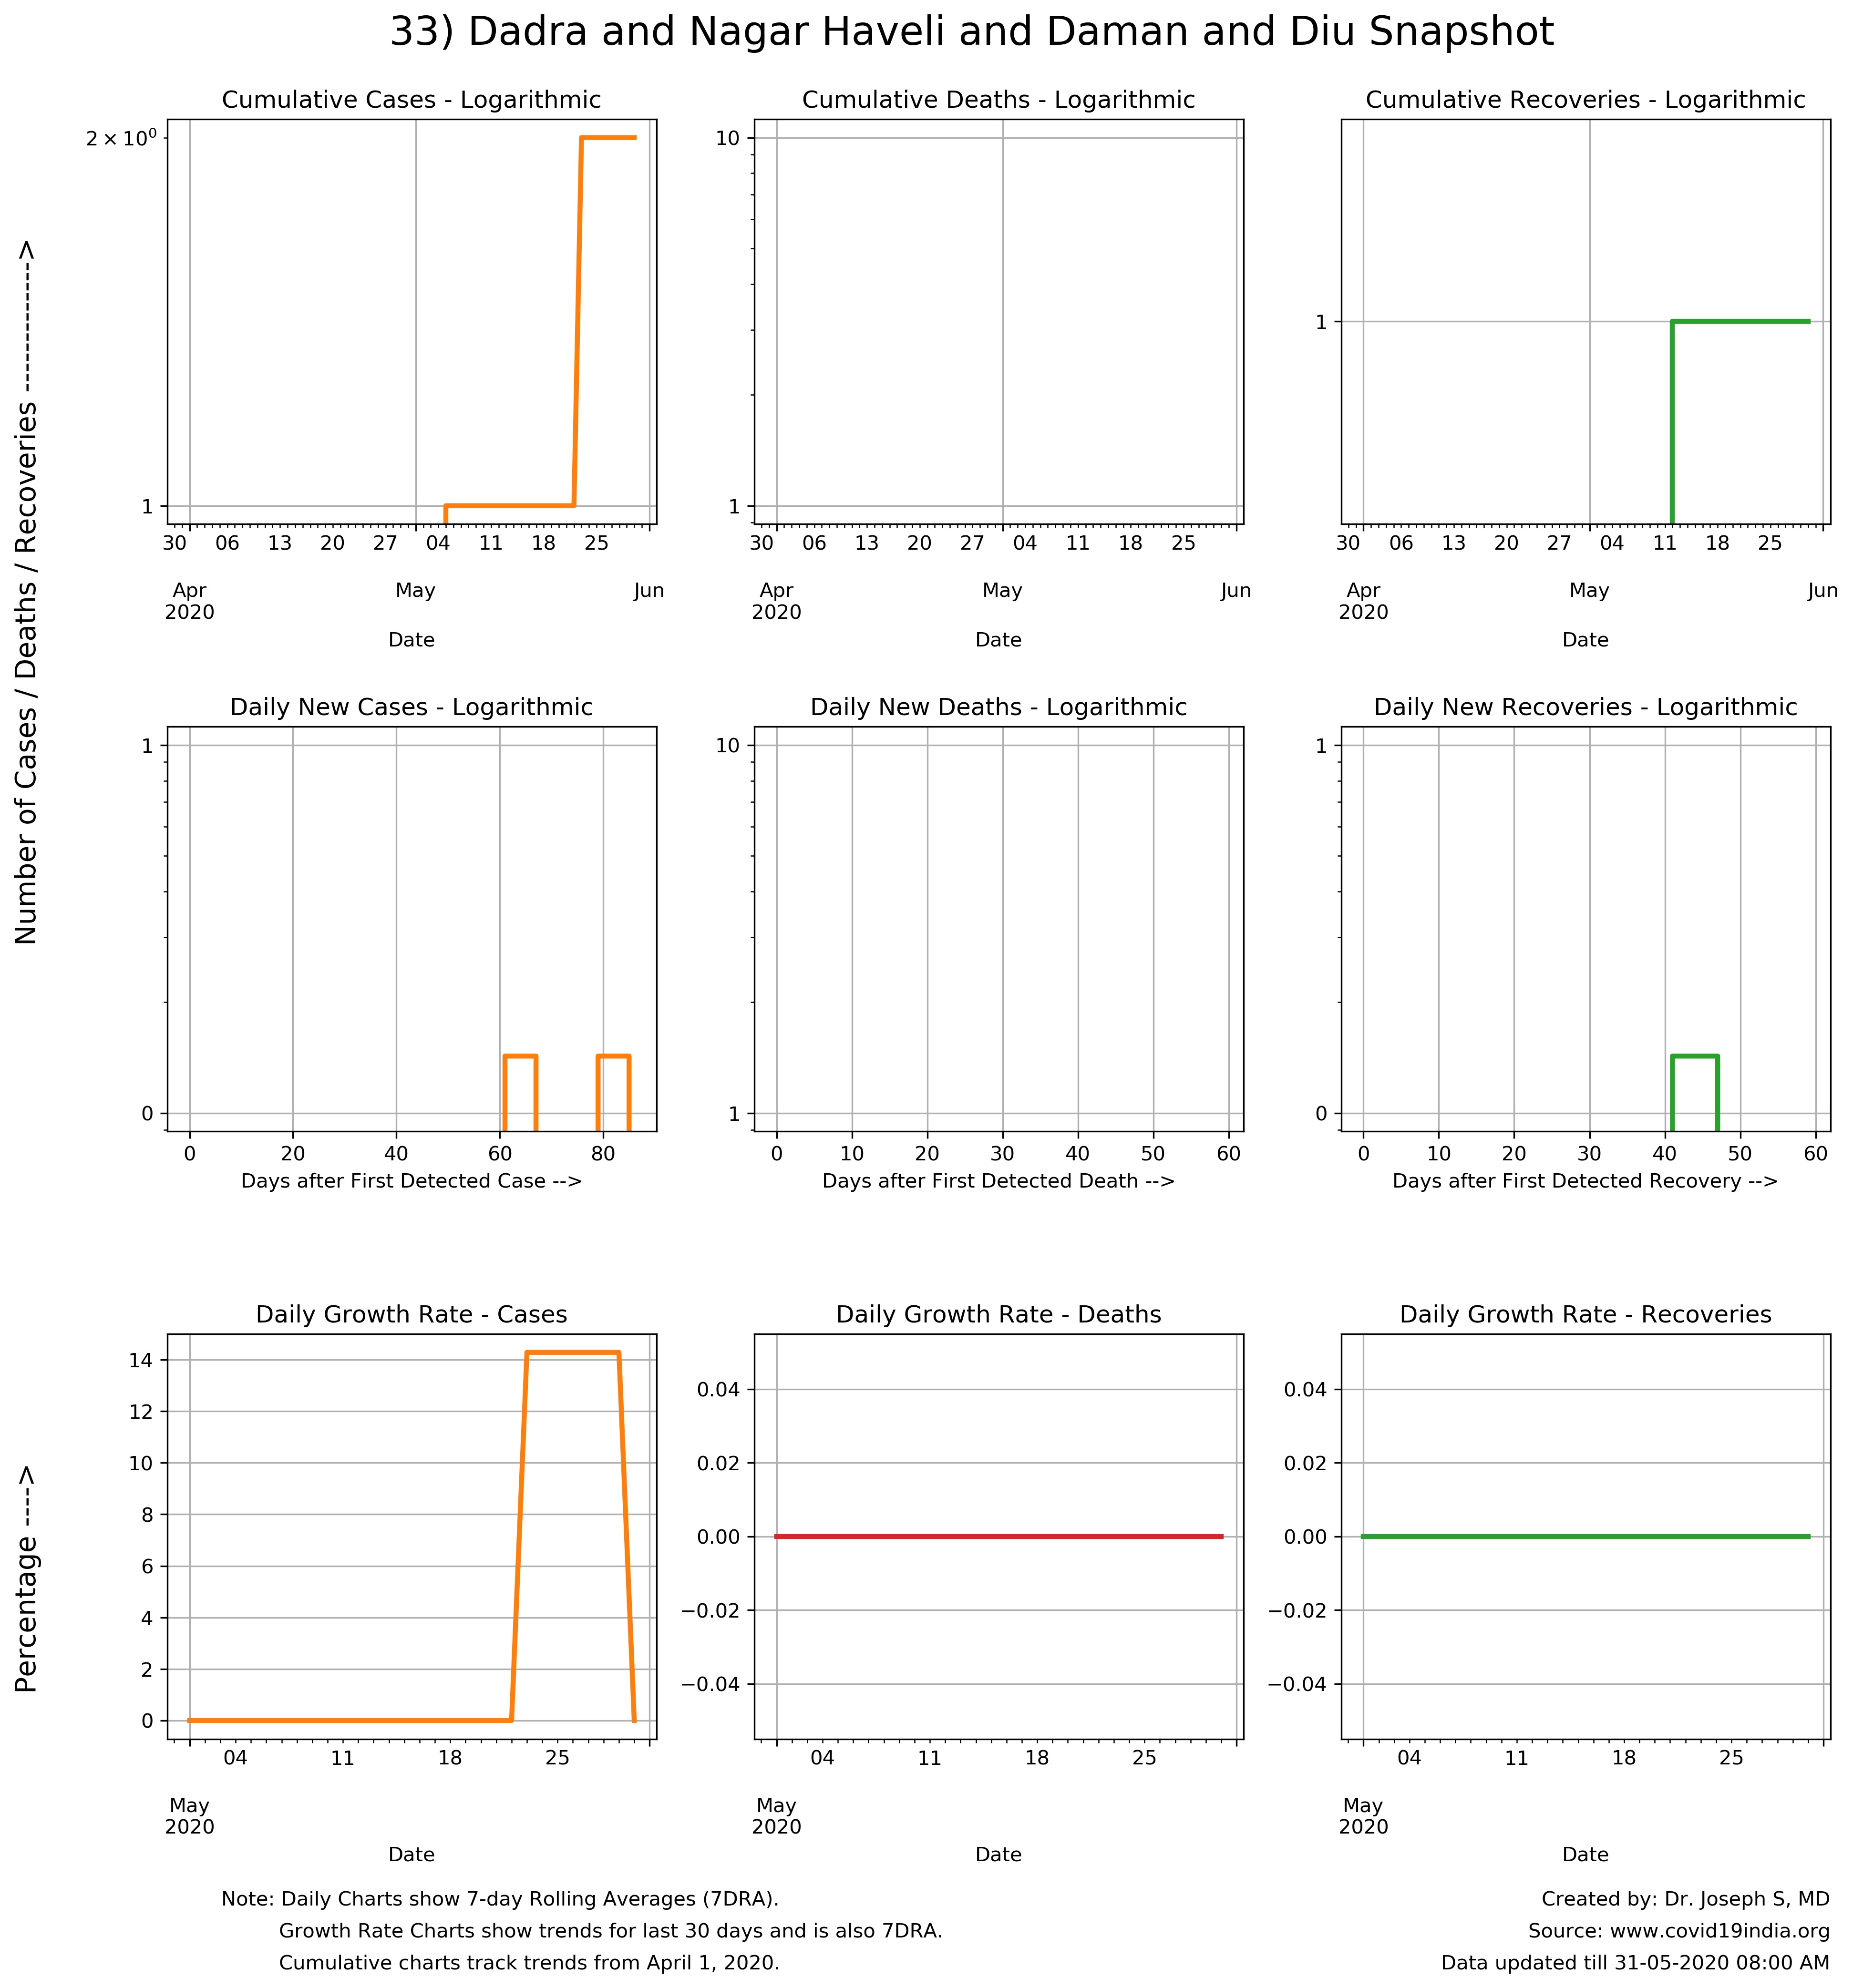 33) Dadra and Nagar Haveli and Daman and Diu Snapshot
Number of Cases / Deaths / Recoveries --------------->
Cumulative Cases - Logarithmic
2 × 10⁰
1
30 06 13 20 27 04 11 18 25
Apr May Jun
2020
Date
Cumulative Deaths - Logarithmic
10
1
30 06 13 20 27 04 11 18 25
Apr May Jun
2020
Date
Cumulative Recoveries - Logarithmic
1
30 06 13 20 27 04 11 18 25
Apr May Jun
2020
Date
Daily New Cases - Logarithmic
1
0
0 20 40 60 80
Days after First Detected Case -->
Daily New Deaths - Logarithmic
10
1
0 10 20 30 40 50 60
Days after First Detected Death -->
Daily New Recoveries - Logarithmic
1
0
0 10 20 30 40 50 60
Days after First Detected Recovery -->
Percentage ---->
Daily Growth Rate - Cases
14
12
10
8
6
4
2
0
04 11 18 25
May
2020
Date
Daily Growth Rate - Deaths
0.04
0.02
0.00
−0.02
−0.04
04 11 18 25
May
2020
Date
Daily Growth Rate - Recoveries
0.04
0.02
0.00
−0.02
−0.04
04 11 18 25
May
2020
Date
Note: Daily Charts show 7-day Rolling Averages (7DRA).
Growth Rate Charts show trends for last 30 days and is also 7DRA.
Cumulative charts track trends from April 1, 2020.
Created by: Dr. Joseph S, MD
Source: www.covid19india.org
Data updated till 31-05-2020 08:00 AM